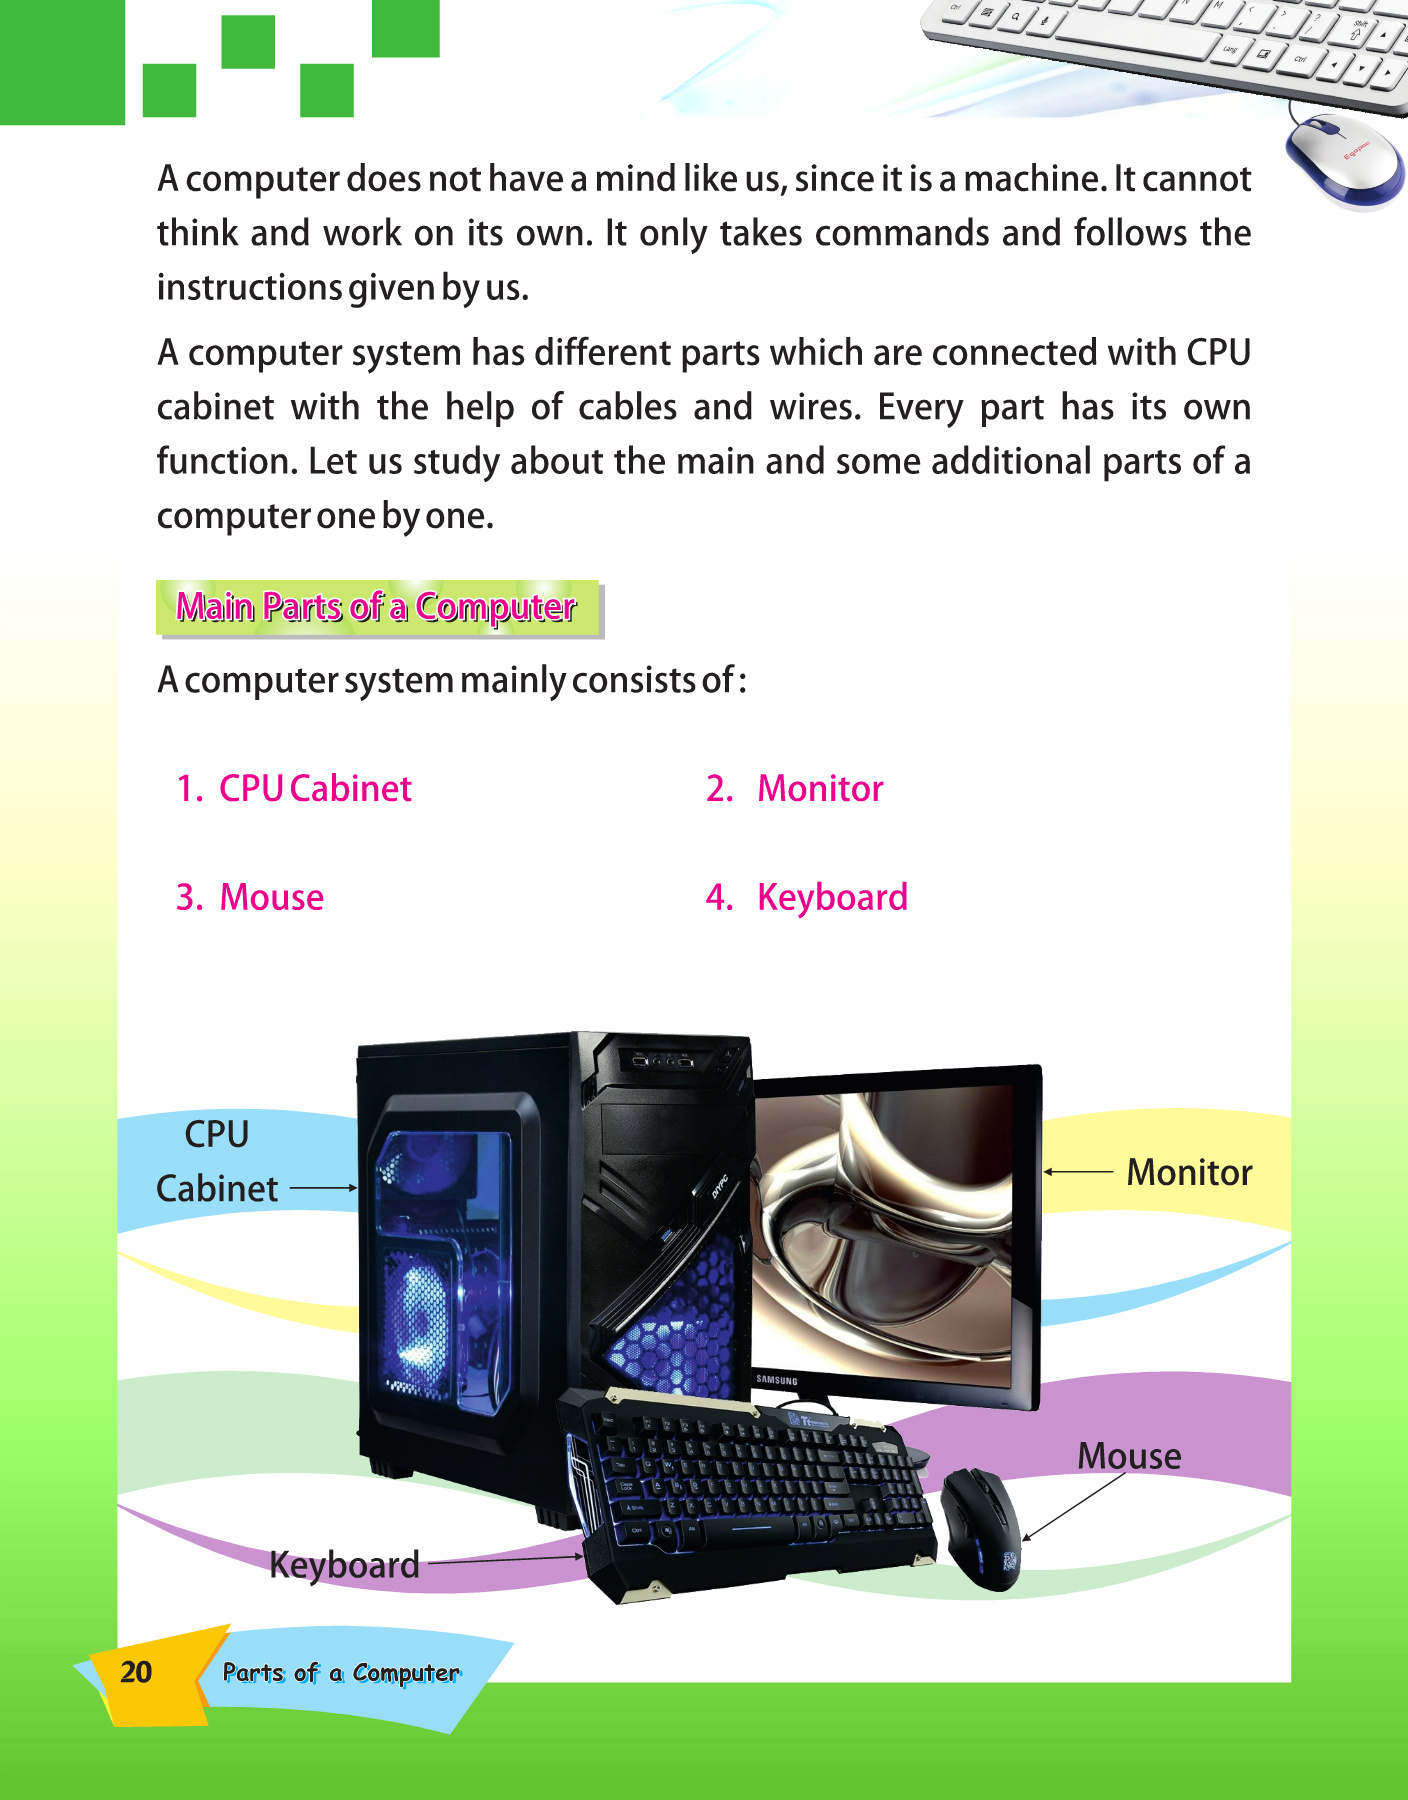 A computer does not have a mind like us, since it is a machine. It cannot
think and work on its own. It only takes commands and follows the
instructions given by us.
A computer system has different parts which are connected with CPU
cabinet with the help of cables and wires. Every part has its own
function. Let us study about the main and some additional parts of a
computer one by one.
Main Parts of a Computer
A computer system mainly consists of :
1. CPU Cabinet
2. Monitor
3. Mouse
4. Keyboard
CPU
Cabinet
Monitor
DIYPC
SAMSUNG
Mouse
Keyboard
20
Parts of a Computer